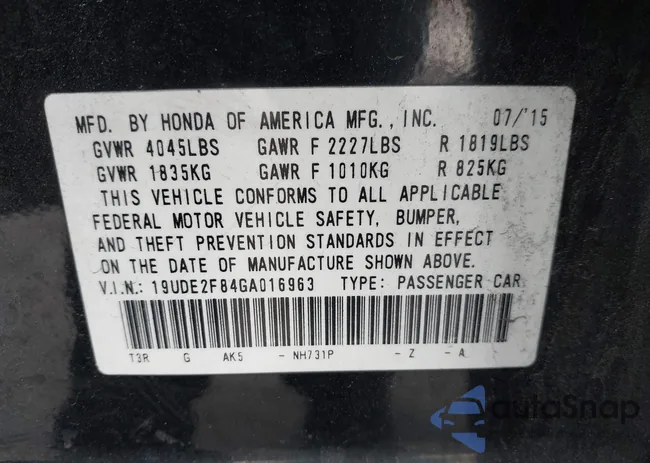 MFD. BY HONDA OF AMERICA MFG., INC. 07/'15
GVWR 4045LBS GAWR F 2227LBS R 1819LBS
GVWR 1835KG GAWR F 1010KG R 825KG
THIS VEHICLE CONFORMS TO ALL APPLICABLE
FEDERAL MOTOR VEHICLE SAFETY, BUMPER,
AND THEFT PREVENTION STANDARDS IN EFFECT
ON THE DATE OF MANUFACTURE SHOWN ABOVE.
V.I.N.: 19UDE2F84GA016963 TYPE: PASSENGER CAR
T3R G AK5 - NH731P - Z - A
autoSnap